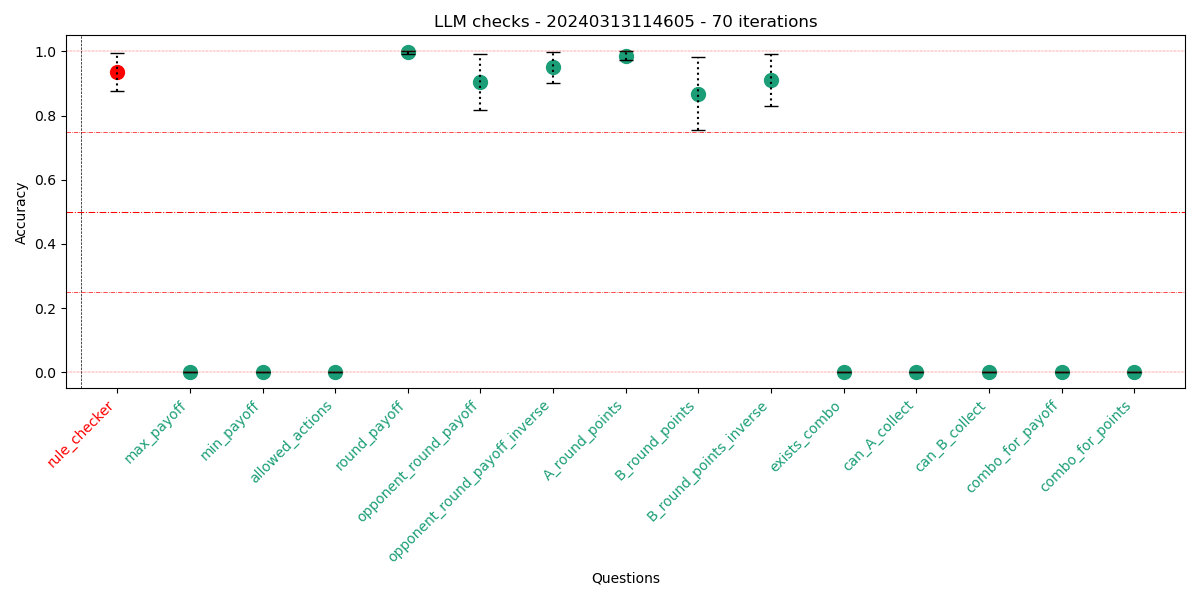 LLM checks - 20240313114605 - 70 iterations
Accuracy
1.0
0.8
0.6
0.4
0.2
0.0
rule_checker
max_payoff
min_payoff
allowed_actions
round_payoff
opponent_round_payoff
opponent_round_payoff_inverse
A_round_points
B_round_points
B_round_points_inverse
exists_combo
can_A_collect
can_B_collect
combo_for_payoff
combo_for_points
Questions